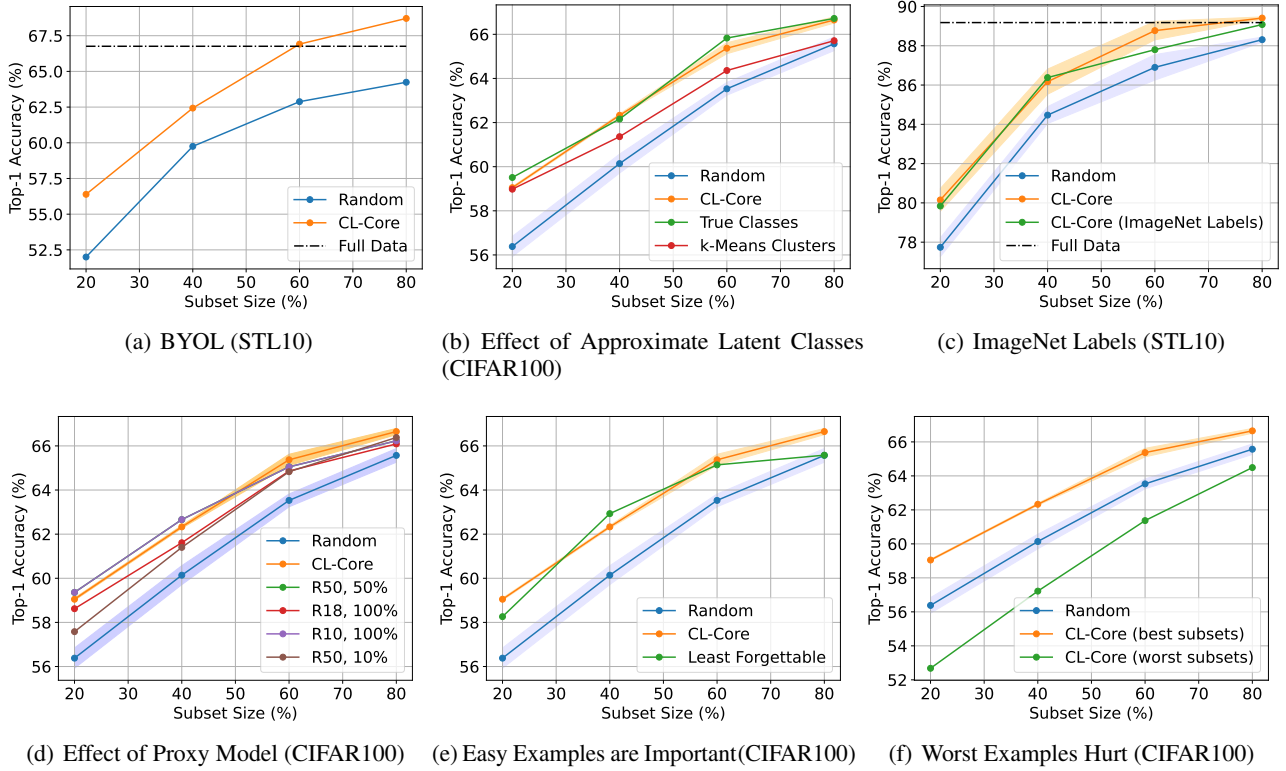 67.5
65.0
62.5
60.0
57.5
55.0
52.5
Top-1 Accuracy (%)
Random
CL-Core
Full Data
20 30 40 50 60 70 80
Subset Size (%)
(a) BYOL (STL10)
66
64
62
60
58
56
Top-1 Accuracy (%)
Random
CL-Core
True Classes
k-Means Clusters
20 30 40 50 60 70 80
Subset Size (%)
(b) Effect of Approximate Latent Classes
(CIFAR100)
90
88
86
84
82
80
78
Top-1 Accuracy (%)
Random
CL-Core
CL-Core (ImageNet Labels)
Full Data
20 30 40 50 60 70 80
Subset Size (%)
(c) ImageNet Labels (STL10)
66
64
62
60
58
56
Top-1 Accuracy (%)
Random
CL-Core
R50, 50%
R18, 100%
R10, 100%
R50, 10%
20 30 40 50 60 70 80
Subset Size (%)
(d) Effect of Proxy Model (CIFAR100)
66
64
62
60
58
56
Top-1 Accuracy (%)
Random
CL-Core
Least Forgettable
20 30 40 50 60 70 80
Subset Size (%)
(e) Easy Examples are Important(CIFAR100)
66
64
62
60
58
56
54
52
Top-1 Accuracy (%)
Random
CL-Core (best subsets)
CL-Core (worst subsets)
20 30 40 50 60 70 80
Subset Size (%)
(f) Worst Examples Hurt (CIFAR100)